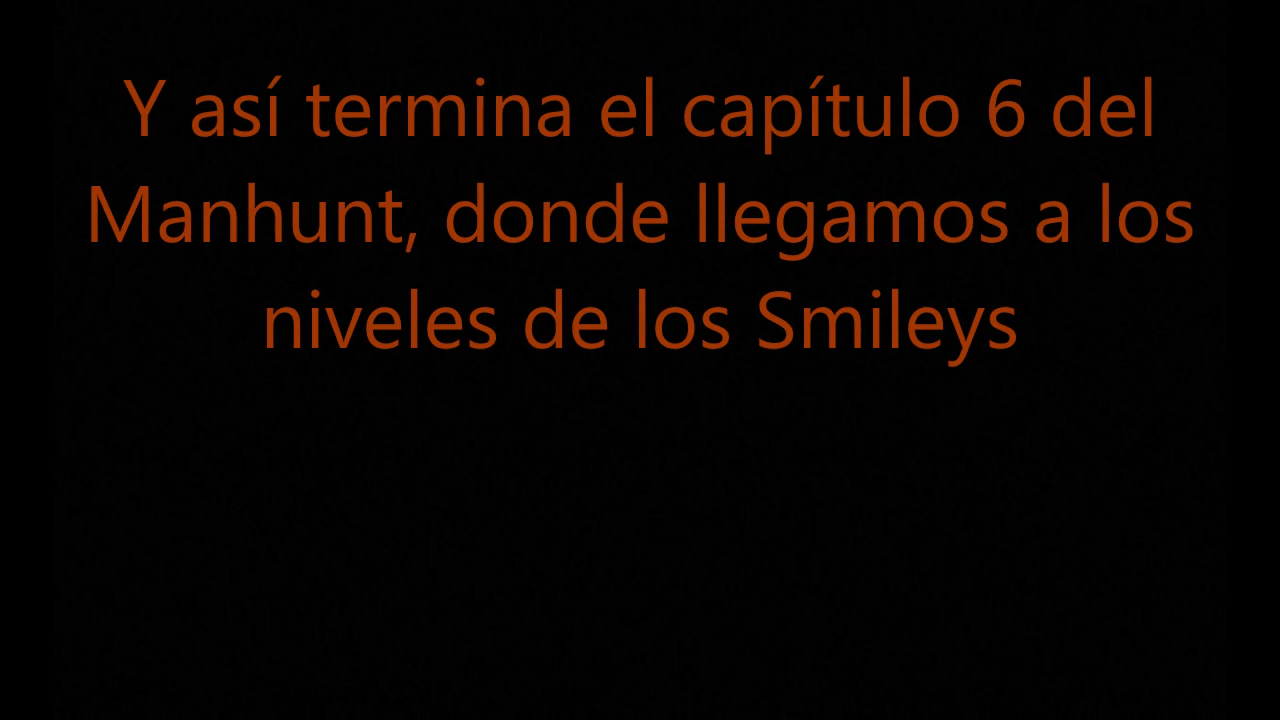 Y así termina el capítulo 6 del
Manhunt, donde llegamos a los
niveles de los Smileys